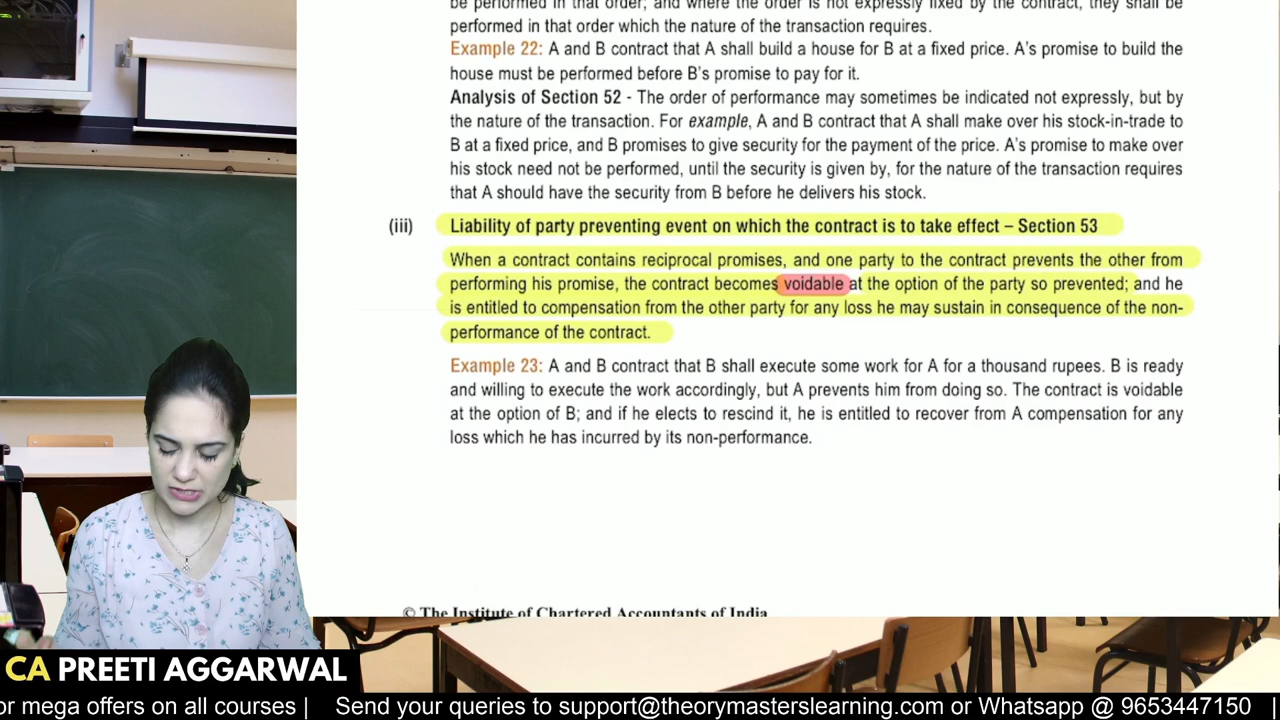 be performed in that order; and where the order is not expressly fixed by the contract, they shall be
performed in that order which the nature of the transaction requires.
Example 22: A and B contract that A shall build a house for B at a fixed price. A's promise to build the
house must be performed before B's promise to pay for it.
Analysis of Section 52 - The order of performance may sometimes be indicated not expressly, but by
the nature of the transaction. For example, A and B contract that A shall make over his stock-in-trade to
B at a fixed price, and B promises to give security for the payment of the price. A's promise to make over
his stock need not be performed, until the security is given by, for the nature of the transaction requires
that A should have the security from B before he delivers his stock.
(iii) Liability of party preventing event on which the contract is to take effect – Section 53
When a contract contains reciprocal promises, and one party to the contract prevents the other from
performing his promise, the contract becomes voidable at the option of the party so prevented; and he
is entitled to compensation from the other party for any loss he may sustain in consequence of the non-
performance of the contract.
Example 23: A and B contract that B shall execute some work for A for a thousand rupees. B is ready
and willing to execute the work accordingly, but A prevents him from doing so. The contract is voidable
at the option of B; and if he elects to rescind it, he is entitled to recover from A compensation for any
loss which he has incurred by its non-performance.
© The Institute of Chartered Accountants of India
CA PREETI AGGARWAL
or mega offers on all courses | Send your queries to support@theorymasterslearning.com or Whatsapp @ 9653447150 |